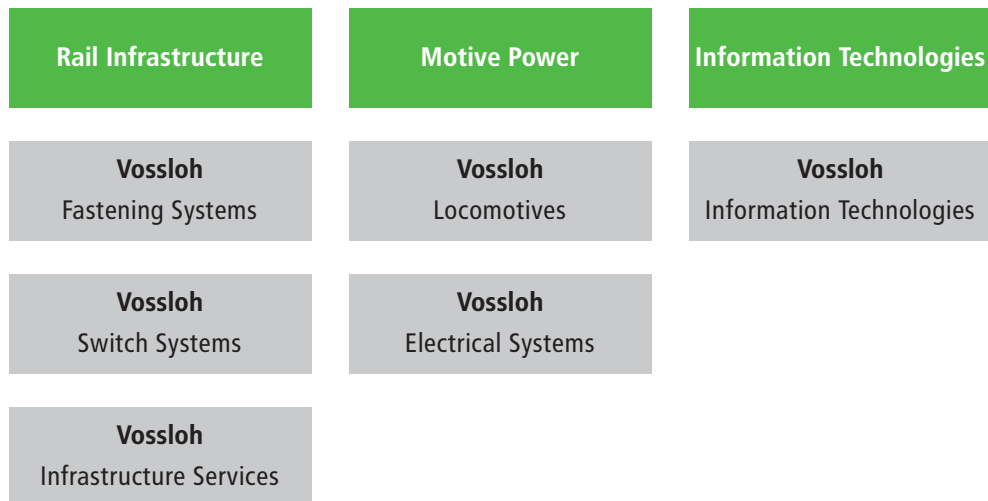 Rail Infrastructure
Vossloh
Fastening Systems
Vossloh
Switch Systems
Vossloh
Infrastructure Services
Motive Power
Vossloh
Locomotives
Vossloh
Electrical Systems
Information Technologies
Vossloh
Information Technologies